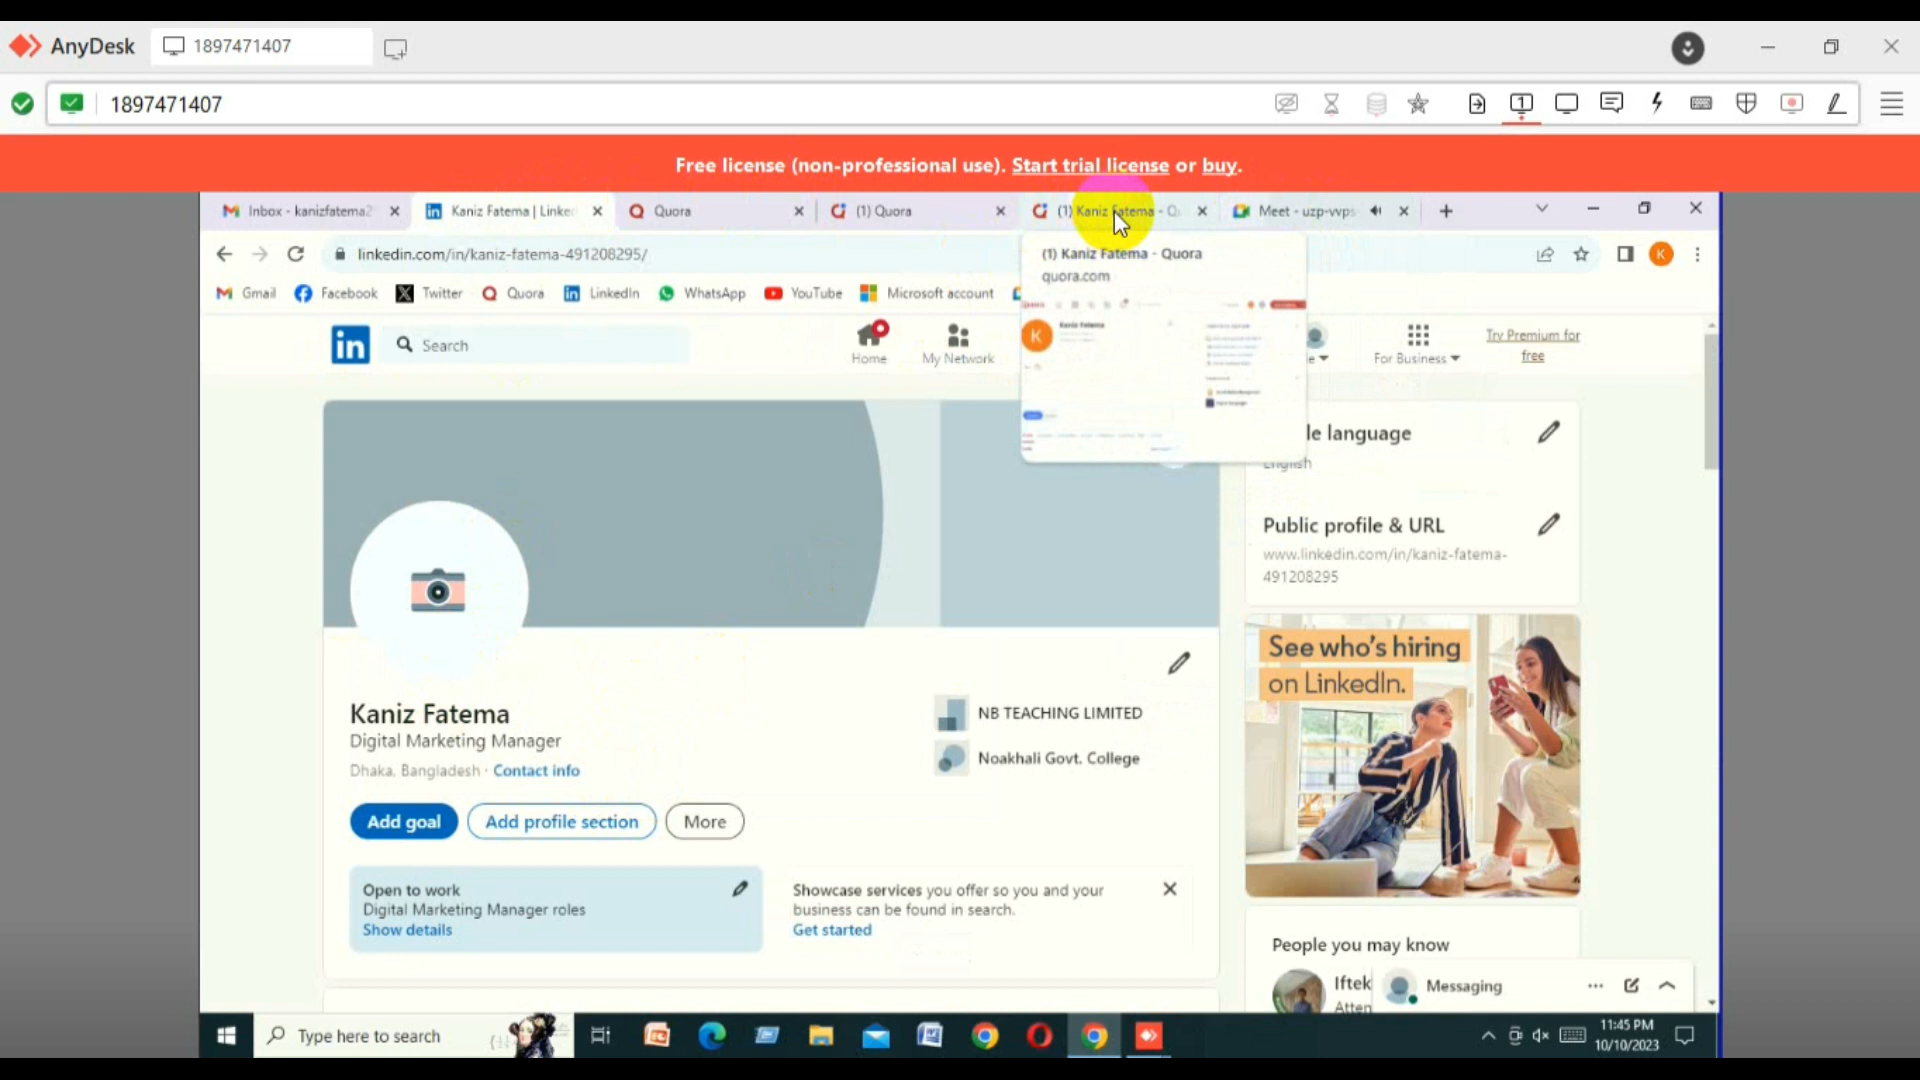 AnyDesk
1897471407
1897471407
Free license (non-professional use). Start trial license or buy.
Inbox - kanizfatema2
Kaniz Fatema | Linked
Quora
(1) Quora
(1) Kaniz Fatema - Q
Meet - uzp-vvps
linkedin.com/in/kaniz-fatema-491208295/
(1) Kaniz Fatema - Quora
quora.com
K
Gmail
Facebook
Twitter
Quora
LinkedIn
WhatsApp
YouTube
Microsoft account
Kaniz Fatema
K
in
Search
Home
My Network
For Business
Try Premium for
free
le language
English
Public profile & URL
www.linkedin.com/in/kaniz-fatema-
491208295
See who's hiring
on LinkedIn.
Kaniz Fatema
Digital Marketing Manager
Dhaka, Bangladesh · Contact info
NB TEACHING LIMITED
Noakhali Govt. College
Add goal
Add profile section
More
Open to work
Digital Marketing Manager roles
Show details
Showcase services you offer so you and your
business can be found in search.
Get started
People you may know
Iftek
Atten
Messaging
Type here to search
11:45 PM
10/10/2023